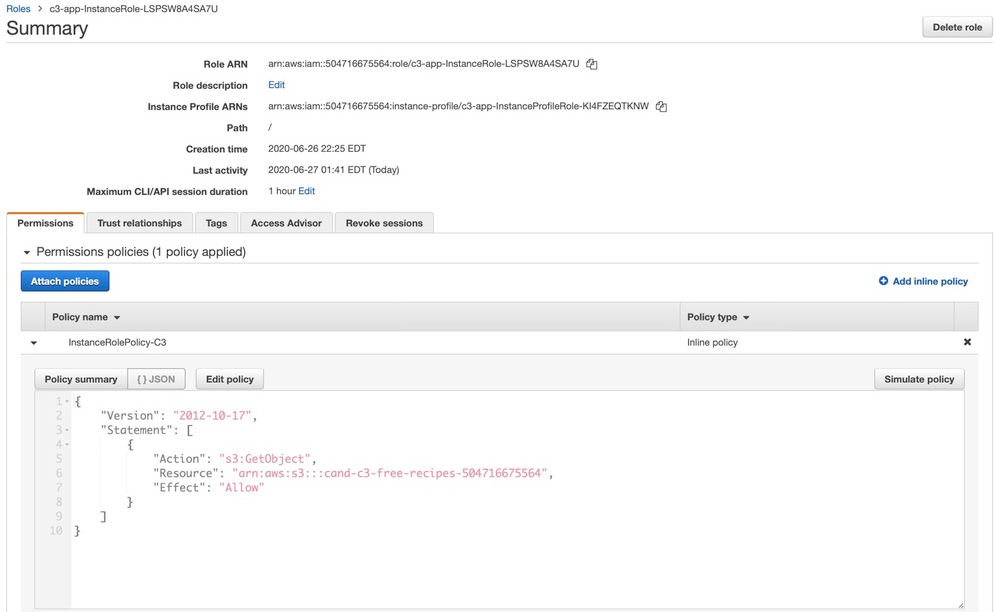 Roles > c3-app-InstanceRole-LSPSW8A4SA7U
Summary
Delete role
Role ARN arn:aws:iam::504716675564:role/c3-app-InstanceRole-LSPSW8A4SA7U
Role description Edit
Instance Profile ARNs arn:aws:iam::504716675564:instance-profile/c3-app-InstanceProfileRole-KI4FZEQTKNW
Path /
Creation time 2020-06-26 22:25 EDT
Last activity 2020-06-27 01:41 EDT (Today)
Maximum CLI/API session duration 1 hour Edit
Permissions Trust relationships Tags Access Advisor Revoke sessions
Permissions policies (1 policy applied)
Attach policies Add inline policy
Policy name Policy type
InstanceRolePolicy-C3 Inline policy
Policy summary { } JSON Edit policy Simulate policy
1 {
2 "Version": "2012-10-17",
3 "Statement": [
4 {
5 "Action": "s3:GetObject",
6 "Resource": "arn:aws:s3:::cand-c3-free-recipes-504716675564",
7 "Effect": "Allow"
8 }
9 ]
10 }